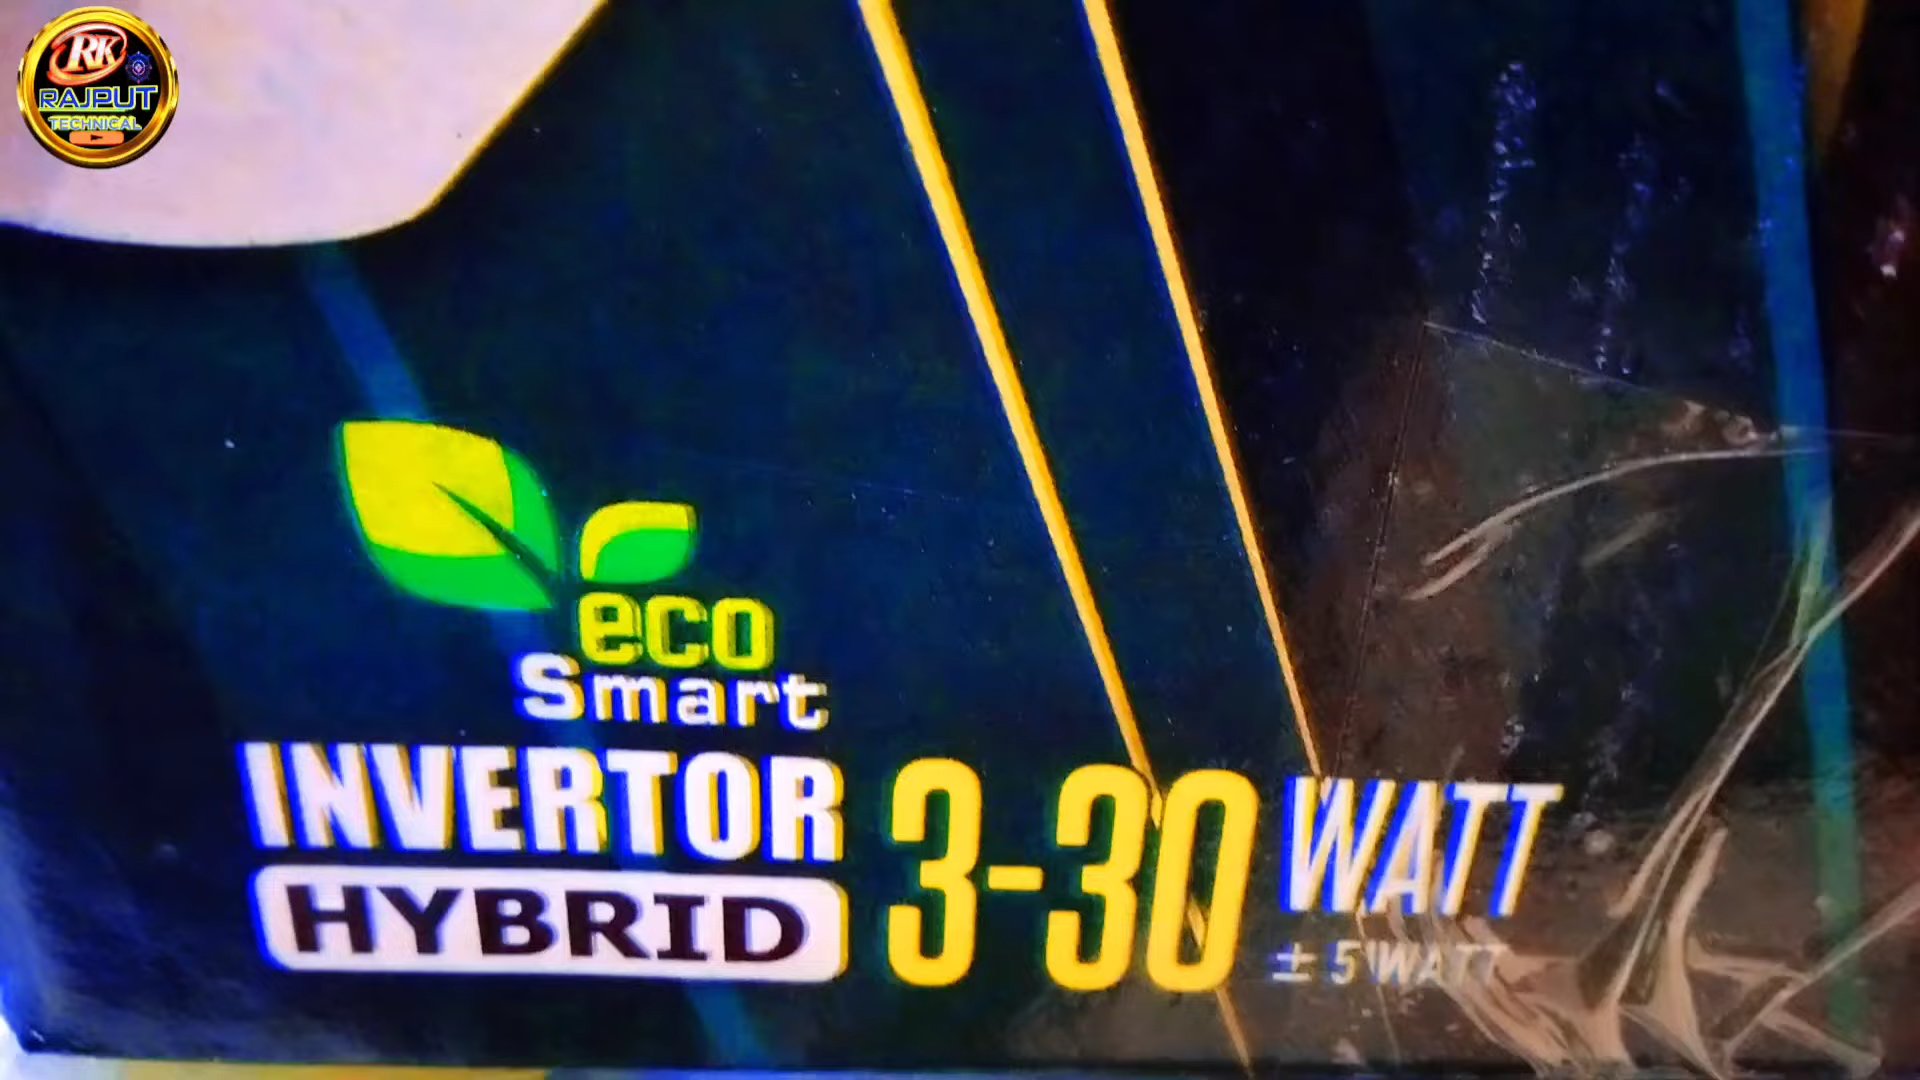 RK
RAJPUT
TECHNICAL
eco
Smart
INVERTOR
HYBRID
3-30 WATT
± 5 WATT